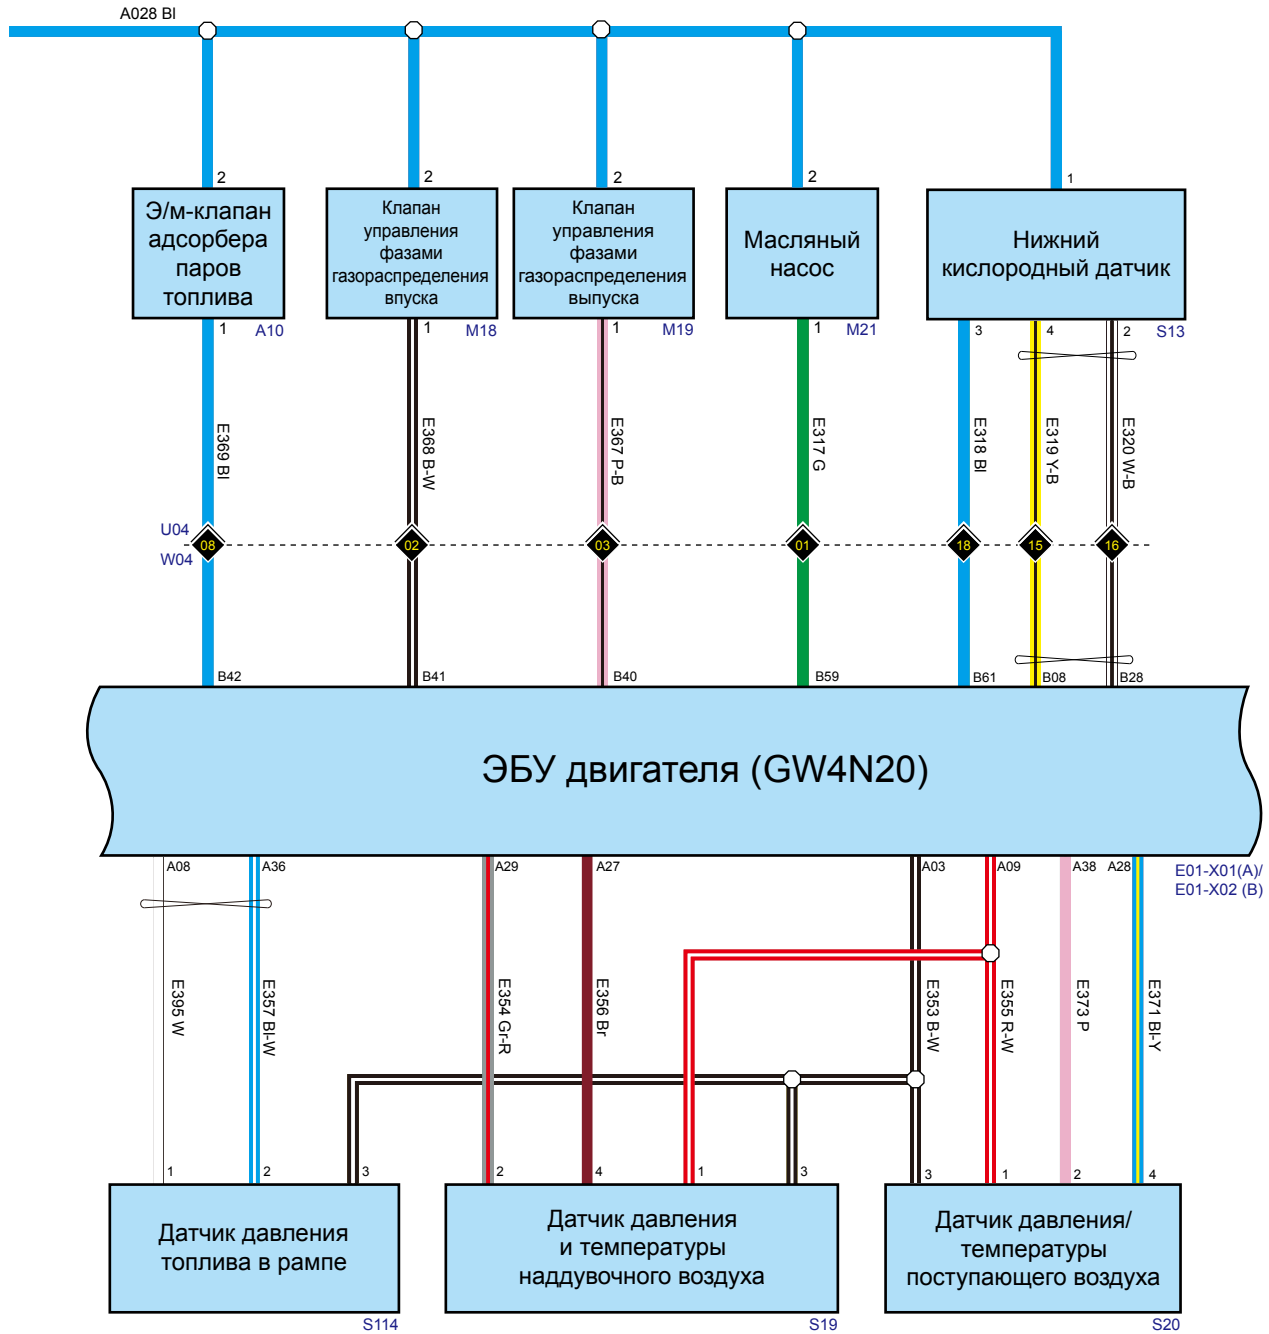 A028 Bl
2
2
2
2
1
Э/м-клапан
адсорбера
паров
топлива
Клапан
управления
фазами
газораспределения
впуска
Клапан
управления
фазами
газораспределения
выпуска
Масляный
насос
Нижний
кислородный датчик
1
A10
1
M18
1
M19
1
M21
3
4
2
S13
E369 Bl
E368 B-W
E367 P-B
E317 G
E318 Bl
E319 Y-B
E320 W-B
U04
W04
08
02
03
01
18
15
16
B42
B41
B40
B59
B61
B08
B28
ЭБУ двигателя (GW4N20)
A08
A36
A29
A27
A03
A09
A38
A28
E01-X01(A)/
E01-X02 (B)
E395 W
E357 Bl-W
E354 Gr-R
E356 Br
E353 B-W
E355 R-W
E373 P
E371 Bl-Y
1
2
3
2
4
1
3
3
1
2
4
Датчик давления
топлива в рампе
Датчик давления
и температуры
наддувочного воздуха
Датчик давления/
температуры
поступающего воздуха
S114
S19
S20